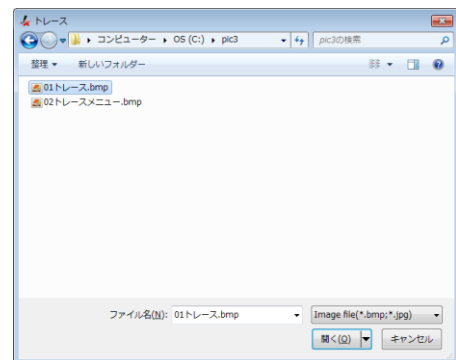 トレース
コンピューター ▸ OS (C:) ▸ pic3
pic3の検索
整理
新しいフォルダー
01トレース.bmp
02トレースメニュー.bmp
ファイル名(N): 01トレース.bmp
Image file(*.bmp;*.jpg)
開く(O)
キャンセル